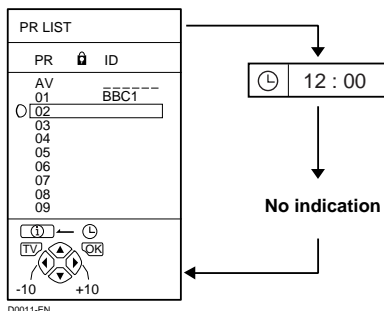 PR LIST
PR ID
AV _ _ _ _ _ _
01 BBC1
02
03
04
05
06
07
08
09
TV OK
-10 +10
D0011-EN
12 : 00
No indication